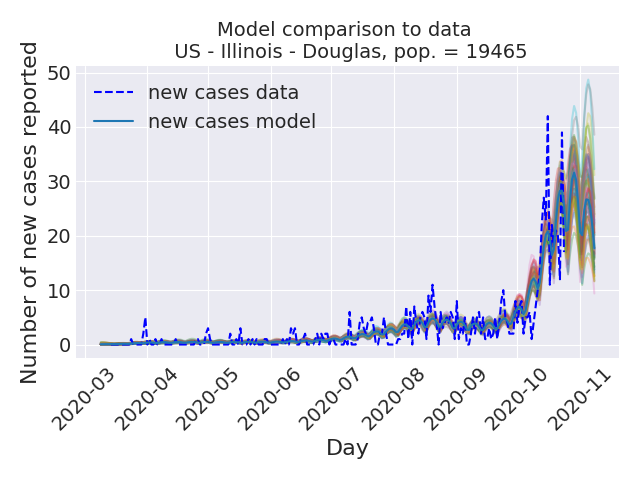 Model comparison to data
US - Illinois - Douglas, pop. = 19465
Number of new cases reported
50
40
30
20
10
0
new cases data
new cases model
2020-03
2020-04
2020-05
2020-06
2020-07
2020-08
2020-09
2020-10
2020-11
Day